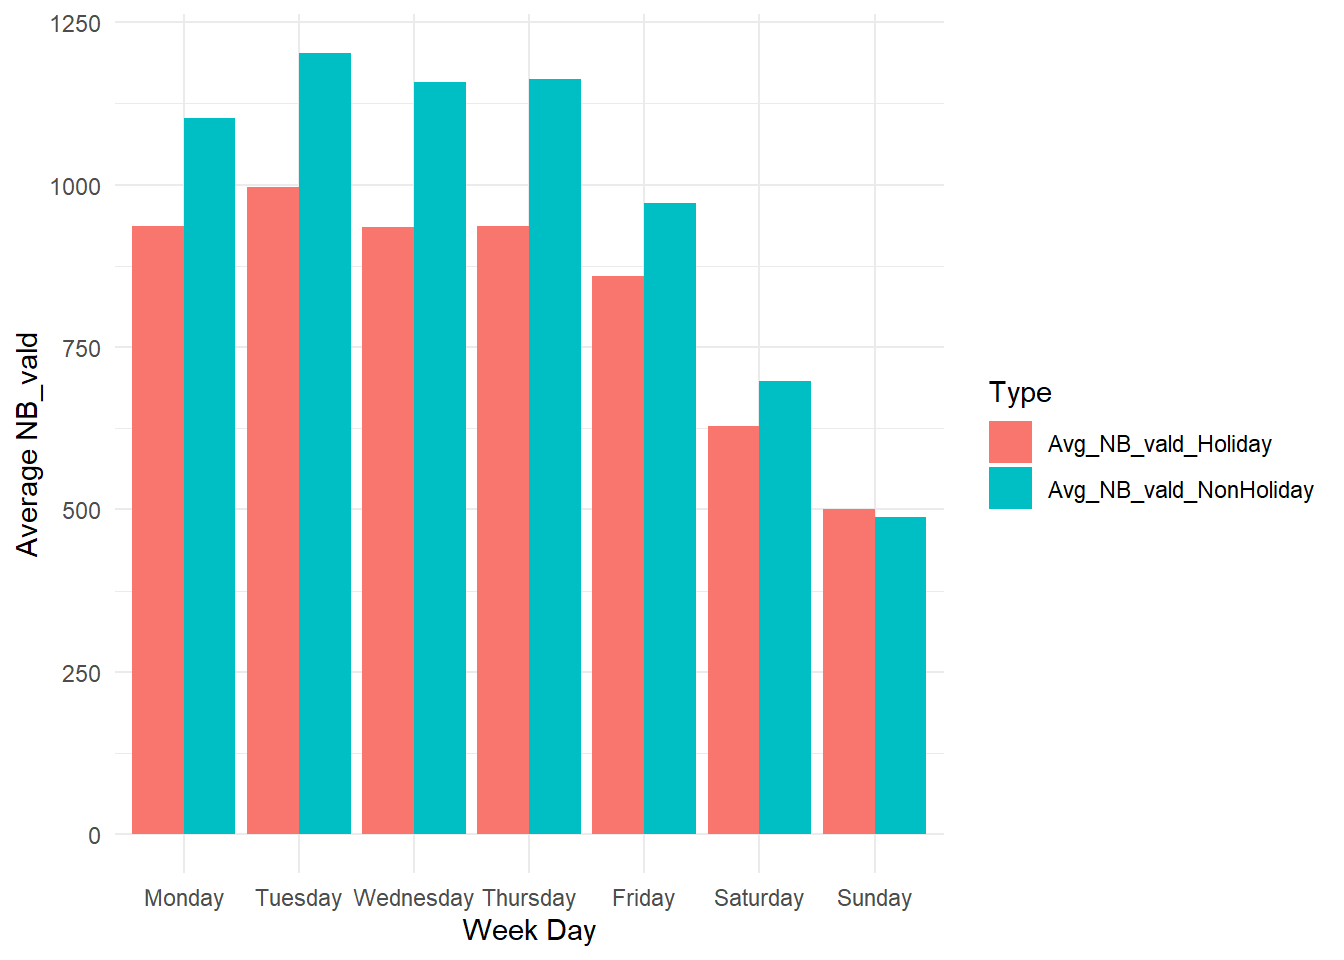 1250
1000
750
500
250
0
Average NB_vald
Monday Tuesday Wednesday Thursday Friday Saturday Sunday
Week Day
Type
Avg_NB_vald_Holiday
Avg_NB_vald_NonHoliday